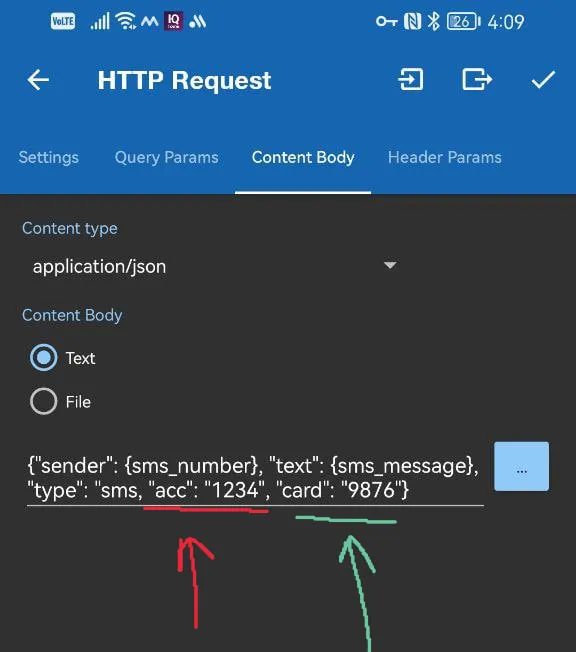 VoLTE
IQ
26
4:09
HTTP Request
Settings
Query Params
Content Body
Header Params
Content type
application/json
Content Body
Text
File
{"sender": {sms_number}, "text": {sms_message},
"type": "sms, "acc": "1234", "card": "9876"}
...